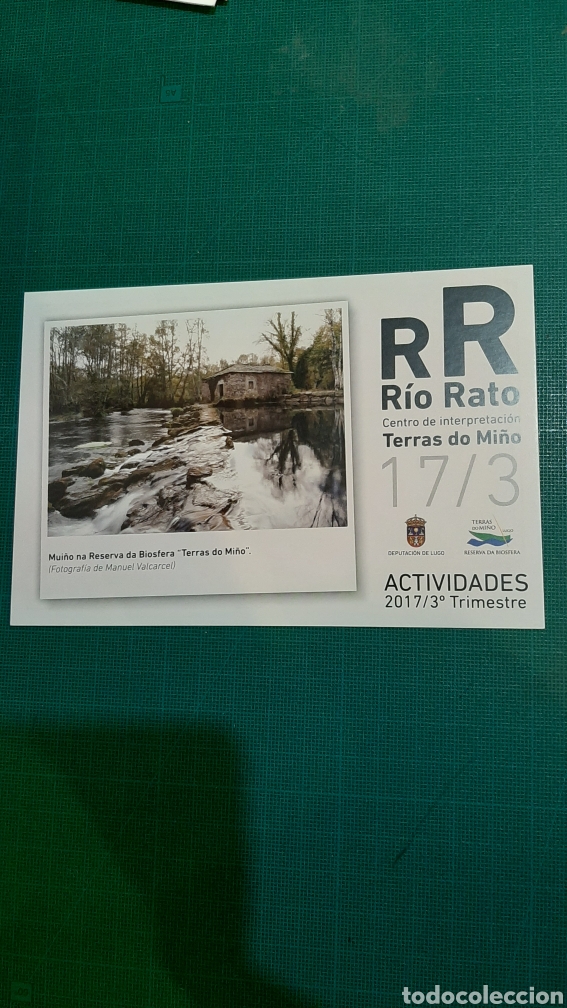 RR
Río Rato
Centro de interpretación
Terras do Miño
17/3
DEPUTACIÓN DE LUGO
TERRAS
DO MIÑO
LUGO
RESERVA DA BIOSFERA
ACTIVIDADES
2017/3º Trimestre
Muiño na Reserva da Biosfera "Terras do Miño".
(Fotografía de Manuel Valcarcel)
todocoleccion